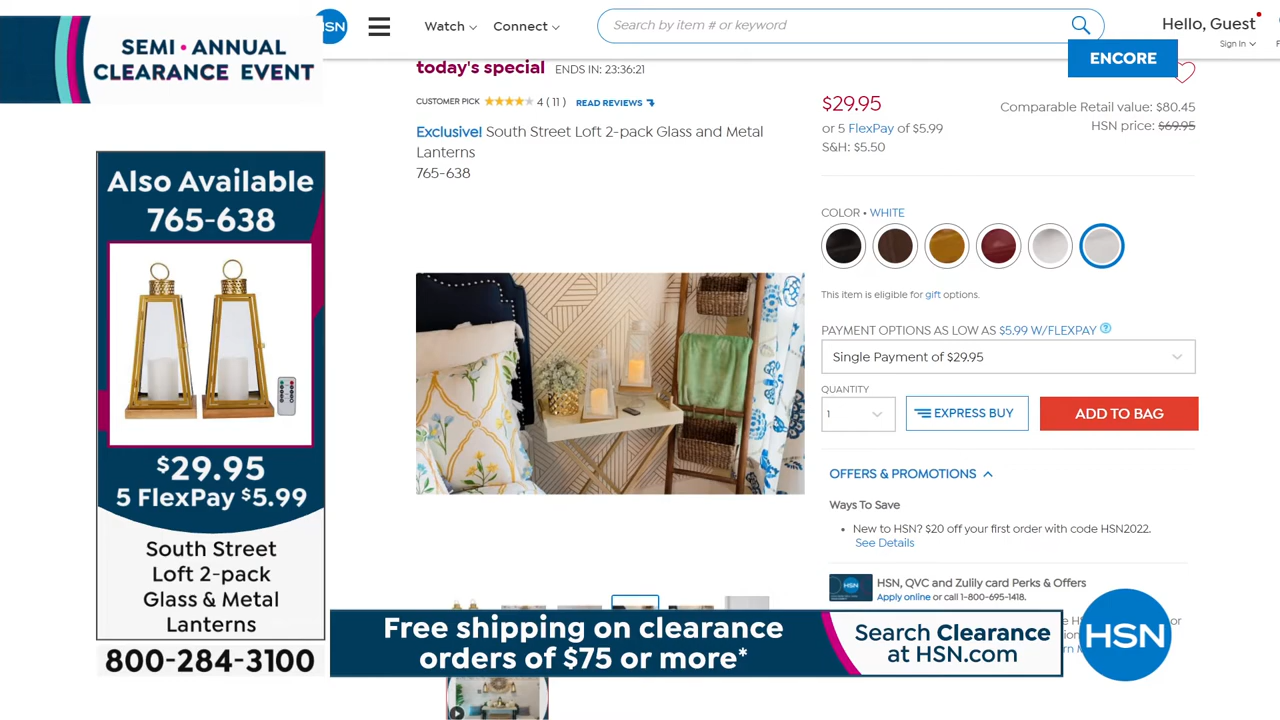 SEMI • ANNUAL
CLEARANCE EVENT
HSN
Watch
Connect
Search by item # or keyword
Hello, Guest
Sign In
ENCORE
today's special ENDS IN: 23:36:21
CUSTOMER PICK 4 (11) READ REVIEWS
Exclusive! South Street Loft 2-pack Glass and Metal
Lanterns
765-638
$29.95
or 5 FlexPay of $5.99
S&H: $5.50
Comparable Retail value: $80.45
HSN price: $69.95
COLOR • WHITE
This item is eligible for gift options.
PAYMENT OPTIONS AS LOW AS $5.99 W/FLEXPAY ?
Single Payment of $29.95
QUANTITY
1
EXPRESS BUY
ADD TO BAG
OFFERS & PROMOTIONS
Ways To Save
• New to HSN? $20 off your first order with code HSN2022.
See Details
HSN
HSN, QVC and Zulily card Perks & Offers
Apply online or call 1-800-695-1418.
Also Available
765-638
$29.95
5 FlexPay $5.99
South Street
Loft 2-pack
Glass & Metal
Lanterns
800-284-3100
Free shipping on clearance
orders of $75 or more*
Search Clearance
at HSN.com
HSN